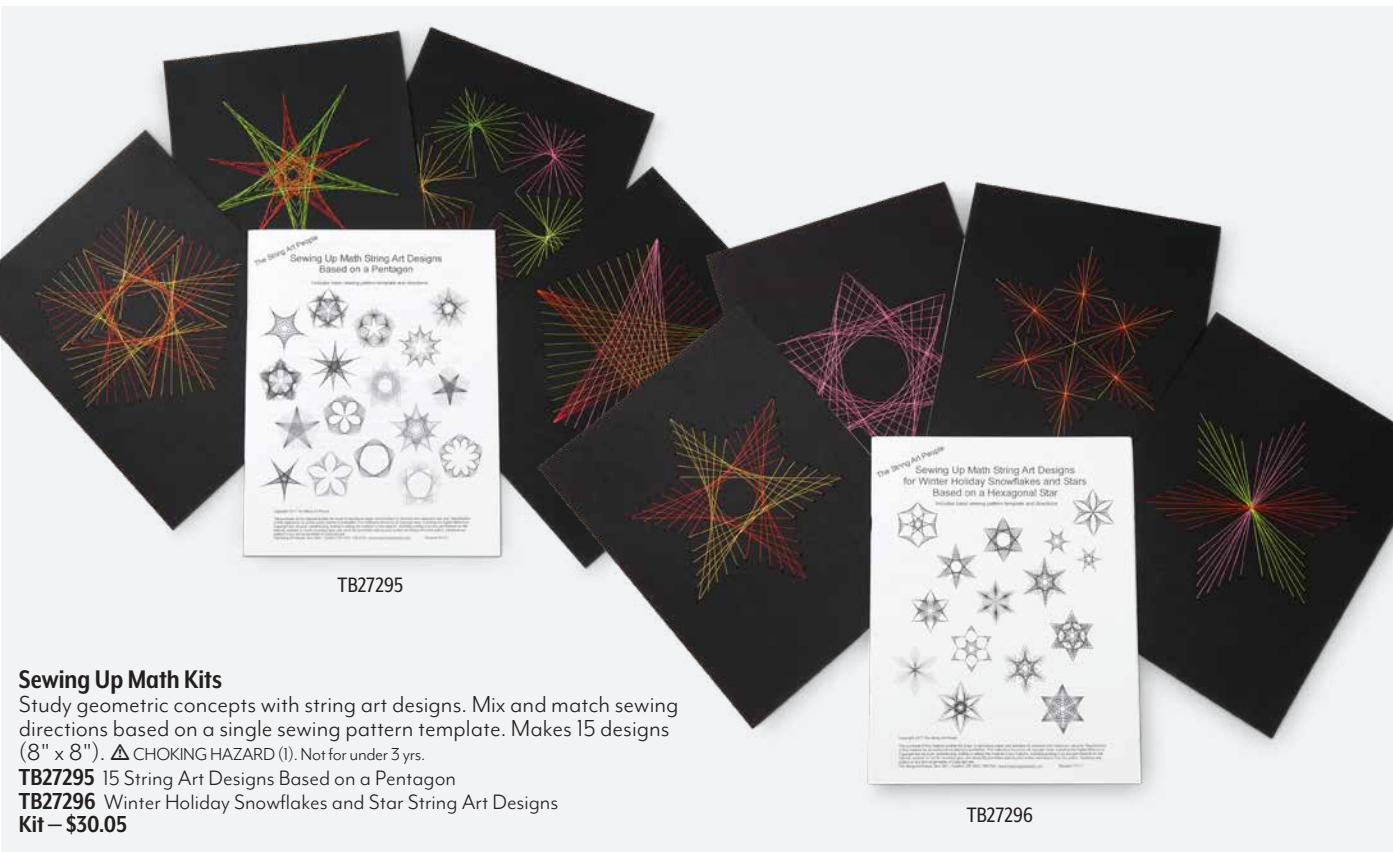 The String Art People
Sewing Up Math String Art Designs
Based on a Pentagon
Includes basic sewing pattern template and directions
TB27295
The String Art People
Sewing Up Math String Art Designs
for Winter Holiday Snowflakes and Stars
Based on a Hexagonal Star
Includes basic sewing pattern template and directions
TB27296
Sewing Up Math Kits
Study geometric concepts with string art designs. Mix and match sewing
directions based on a single sewing pattern template. Makes 15 designs
(8" x 8"). ⚠ CHOKING HAZARD (1). Not for under 3 yrs.
TB27295 15 String Art Designs Based on a Pentagon
TB27296 Winter Holiday Snowflakes and Star String Art Designs
Kit — $30.05